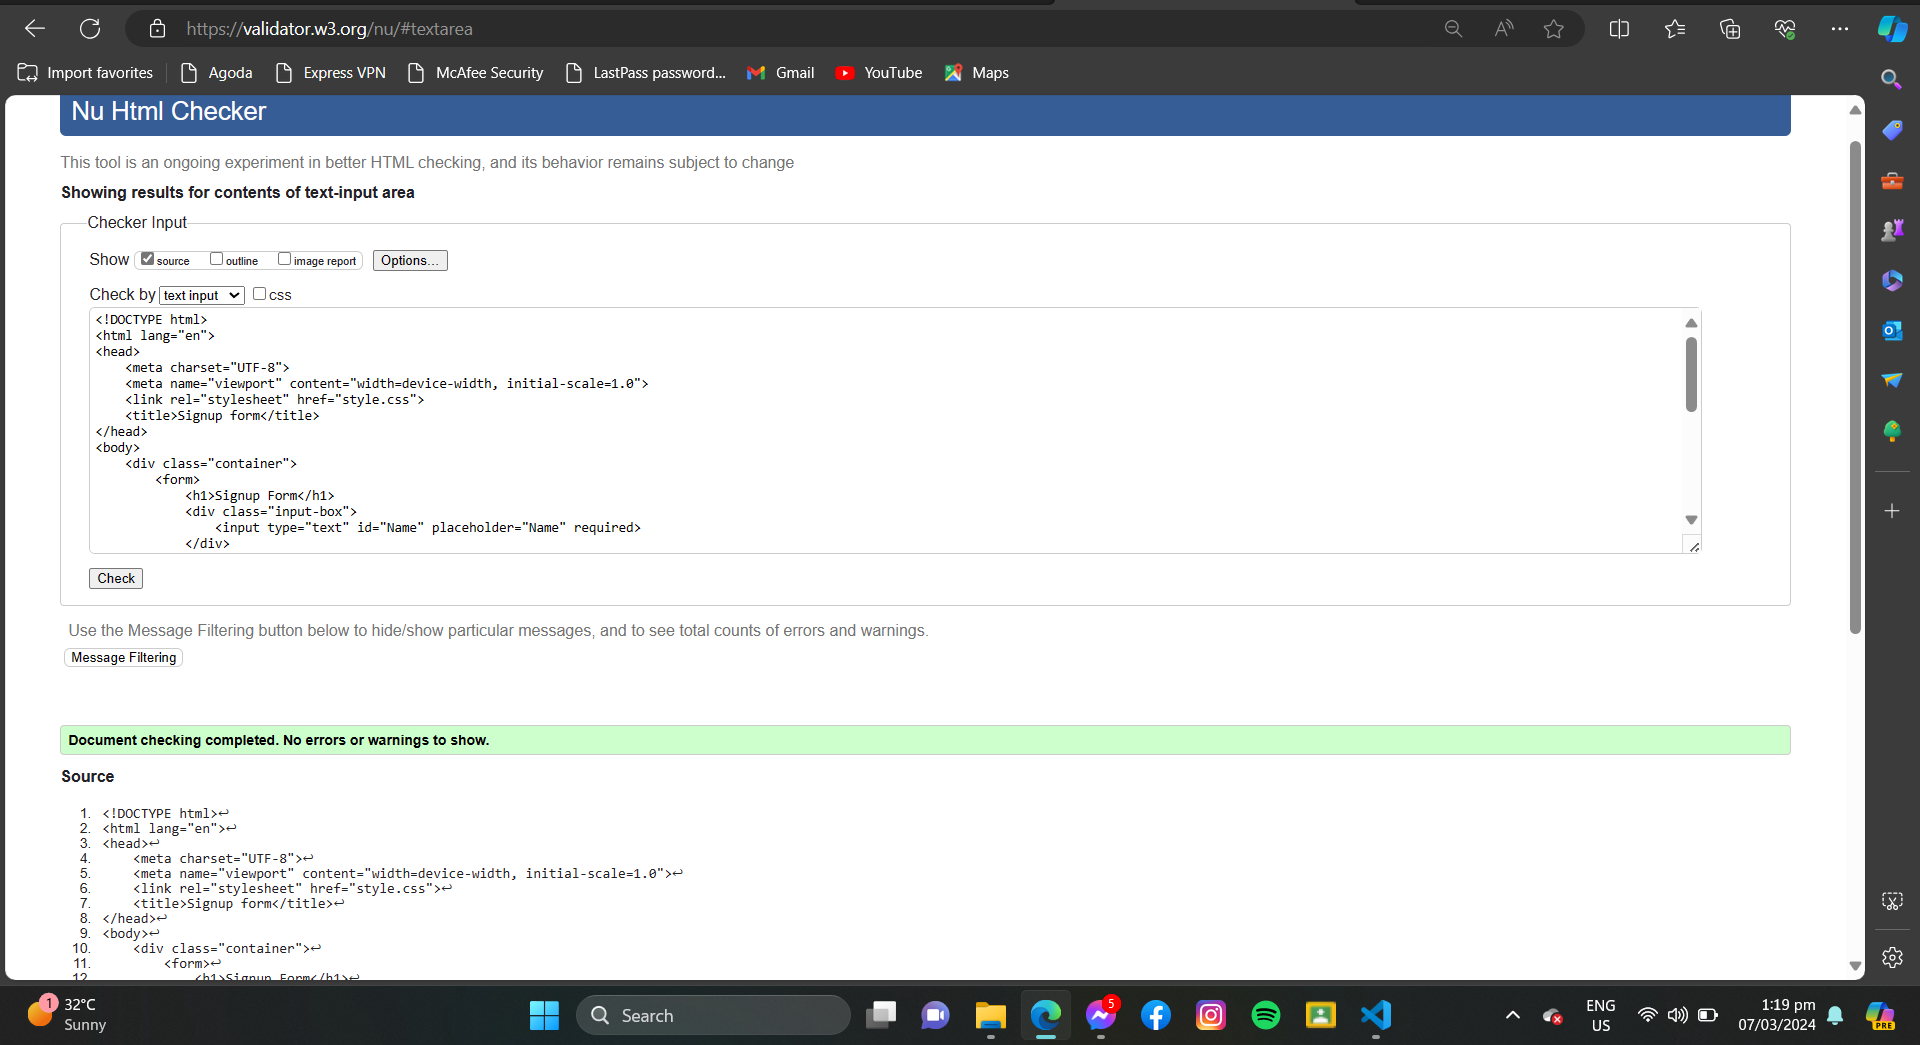 https://validator.w3.org/nu/#textarea
Import favorites
Agoda
Express VPN
McAfee Security
LastPass password...
Gmail
YouTube
Maps
Nu Html Checker
This tool is an ongoing experiment in better HTML checking, and its behavior remains subject to change
Showing results for contents of text-input area
Checker Input
Show source outline image report Options...
Check by text input css
<!DOCTYPE html>
<html lang="en">
<head>
    <meta charset="UTF-8">
    <meta name="viewport" content="width=device-width, initial-scale=1.0">
    <link rel="stylesheet" href="style.css">
    <title>Signup form</title>
</head>
<body>
    <div class="container">
        <form>
            <h1>Signup Form</h1>
            <div class="input-box">
                <input type="text" id="Name" placeholder="Name" required>
            </div>
Check
Use the Message Filtering button below to hide/show particular messages, and to see total counts of errors and warnings.
Message Filtering
Document checking completed. No errors or warnings to show.
Source
1. <!DOCTYPE html>↩
2. <html lang="en">↩
3. <head>↩
4.     <meta charset="UTF-8">↩
5.     <meta name="viewport" content="width=device-width, initial-scale=1.0">↩
6.     <link rel="stylesheet" href="style.css">↩
7.     <title>Signup form</title>↩
8. </head>↩
9. <body>↩
10.     <div class="container">↩
11.         <form>↩
12.             <h1>Signup Form</h1>↩
1
32°C
Sunny
Search
5
ENG
US
1:19 pm
07/03/2024
PRE